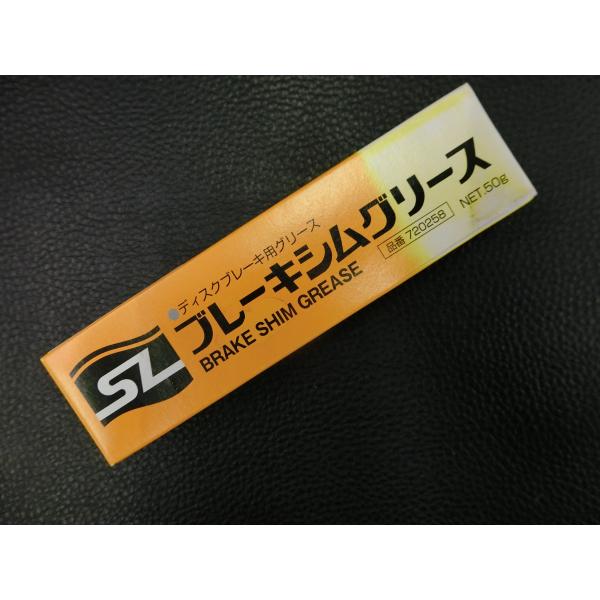 SZ
ディスクブレーキ用グリース
ブレーキシムグリース
BRAKE SHIM GREASE
品番 720258
NET.50g